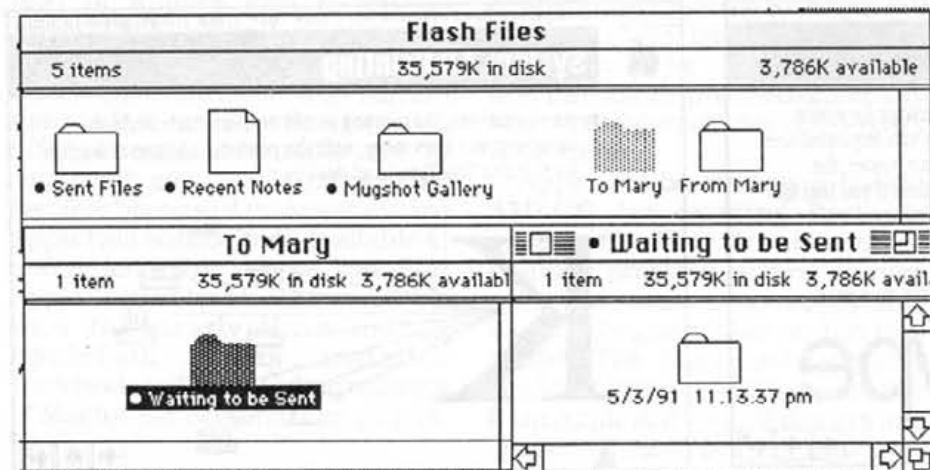 Flash Files
5 items 35,579K in disk 3,786K available
• Sent Files • Recent Notes • Mugshot Gallery To Mary From Mary
To Mary
1 item 35,579K in disk 3,786K availabl
• Waiting to be Sent
• Waiting to be Sent
1 item 35,579K in disk 3,786K avail
5/3/91 11.13.37 pm